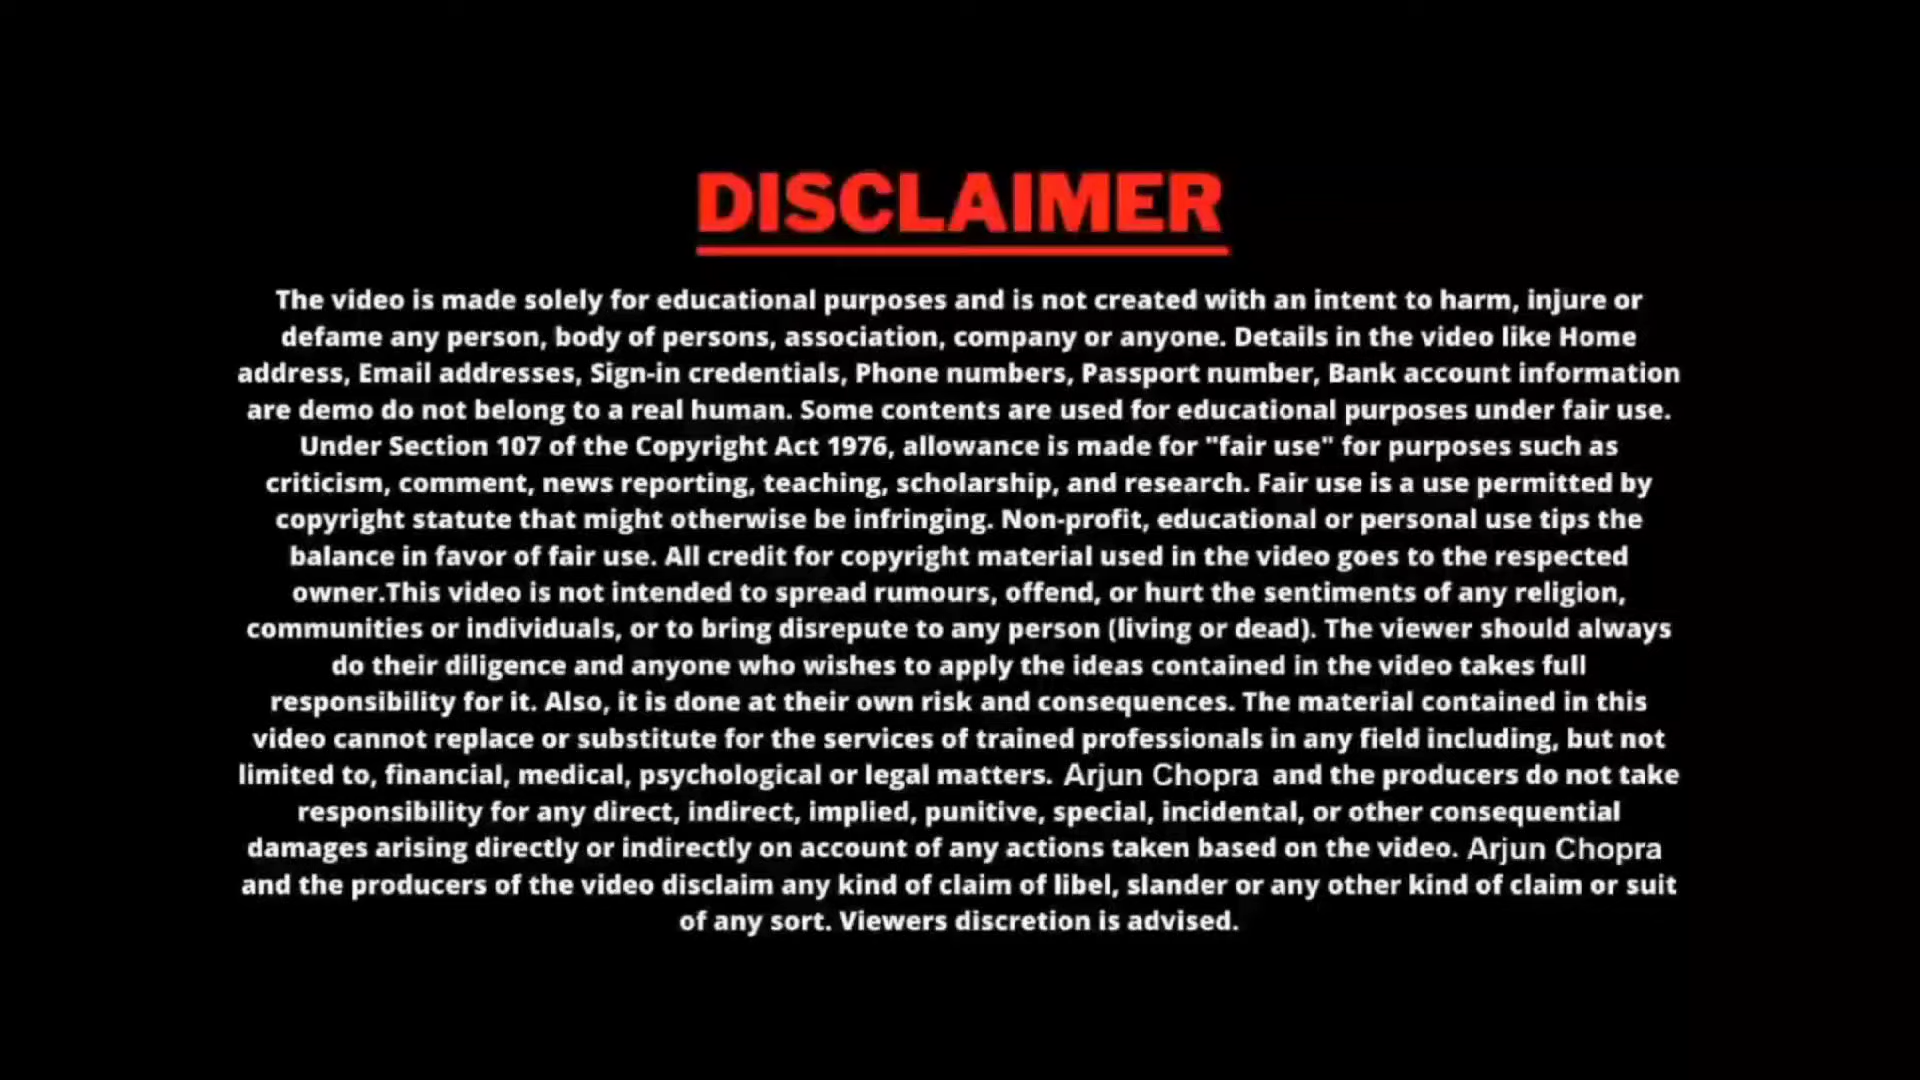 DISCLAIMER
The video is made solely for educational purposes and is not created with an intent to harm, injure or
defame any person, body of persons, association, company or anyone. Details in the video like Home
address, Email addresses, Sign-in credentials, Phone numbers, Passport number, Bank account information
are demo do not belong to a real human. Some contents are used for educational purposes under fair use.
Under Section 107 of the Copyright Act 1976, allowance is made for "fair use" for purposes such as
criticism, comment, news reporting, teaching, scholarship, and research. Fair use is a use permitted by
copyright statute that might otherwise be infringing. Non-profit, educational or personal use tips the
balance in favor of fair use. All credit for copyright material used in the video goes to the respected
owner.This video is not intended to spread rumours, offend, or hurt the sentiments of any religion,
communities or individuals, or to bring disrepute to any person (living or dead). The viewer should always
do their diligence and anyone who wishes to apply the ideas contained in the video takes full
responsibility for it. Also, it is done at their own risk and consequences. The material contained in this
video cannot replace or substitute for the services of trained professionals in any field including, but not
limited to, financial, medical, psychological or legal matters. Arjun Chopra and the producers do not take
responsibility for any direct, indirect, implied, punitive, special, incidental, or other consequential
damages arising directly or indirectly on account of any actions taken based on the video. Arjun Chopra
and the producers of the video disclaim any kind of claim of libel, slander or any other kind of claim or suit
of any sort. Viewers discretion is advised.